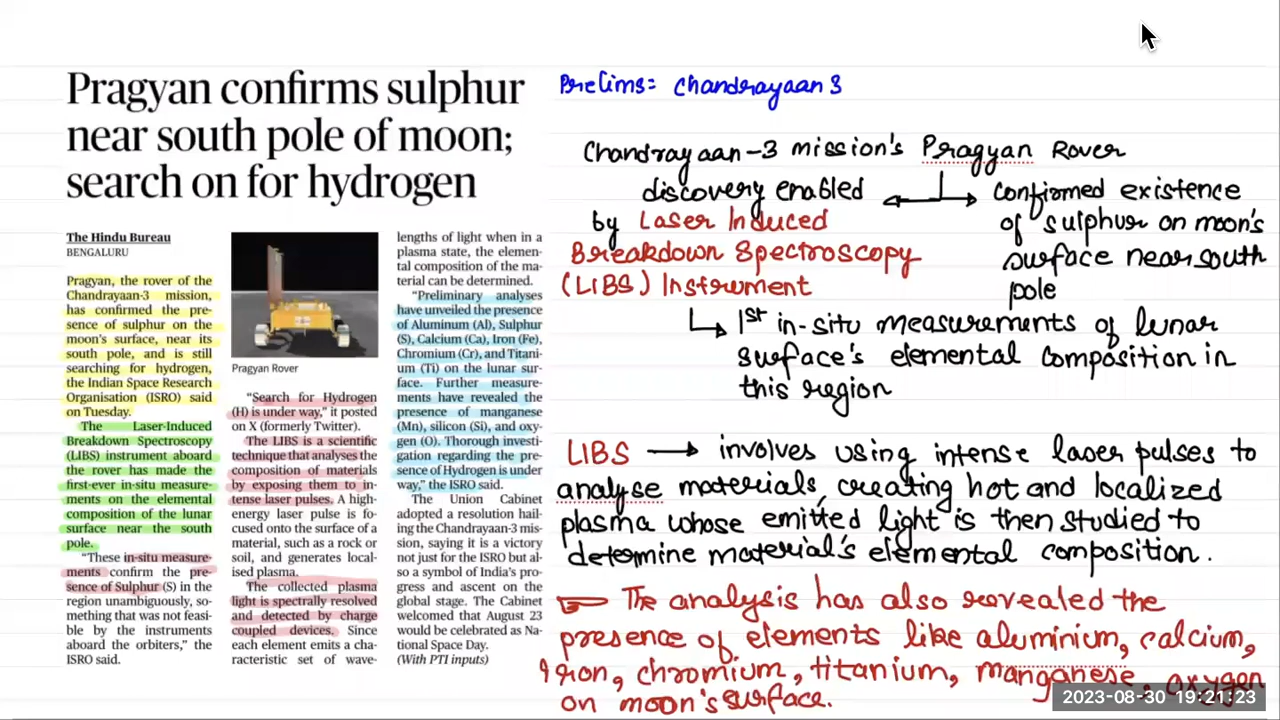 Pragyan confirms sulphur
near south pole of moon;
search on for hydrogen
The Hindu Bureau
BENGALURU
Pragyan, the rover of the
Chandrayaan-3 mission,
has confirmed the pre-
sence of sulphur on the
moon's surface, near its
south pole, and is still
searching for hydrogen,
the Indian Space Research
Organisation (ISRO) said
on Tuesday.
The Laser-Induced
Breakdown Spectroscopy
(LIBS) instrument aboard
the rover has made the
first-ever in-situ measure-
ments on the elemental
composition of the lunar
surface near the south
pole.
"These in-situ measure-
ments confirm the pre-
sence of Sulphur (S) in the
region unambiguously, so-
mething that was not feasi-
ble by the instruments
aboard the orbiters," the
ISRO said.
Pragyan Rover
"Search for Hydrogen
(H) is under way," it posted
on X (formerly Twitter).
The LIBS is a scientific
technique that analyses the
composition of materials
by exposing them to in-
tense laser pulses. A high-
energy laser pulse is fo-
cused onto the surface of a
material, such as a rock or
soil, and generates local-
ised plasma.
The collected plasma
light is spectrally resolved
and detected by charge
coupled devices. Since
each element emits a cha-
racteristic set of wave-
lengths of light when in a
plasma state, the elemen-
tal composition of the ma-
terial can be determined.
"Preliminary analyses
have unveiled the presence
of Aluminum (Al), Sulphur
(S), Calcium (Ca), Iron (Fe),
Chromium (Cr), and Titani-
um (Ti) on the lunar sur-
face. Further measure-
ments have revealed the
presence of manganese
(Mn), silicon (Si), and oxy-
gen (O). Thorough investi-
gation regarding the pre-
sence of Hydrogen is under
way," the ISRO said.
The Union Cabinet
adopted a resolution hail-
ing the Chandrayaan-3 mis-
sion, saying it is a victory
not just for the ISRO but al-
so a symbol of India's pro-
gress and ascent on the
global stage. The Cabinet
welcomed that August 23
would be celebrated as Na-
tional Space Day.
(With PTI inputs)
Prelims= Chandrayaan 3
Chandrayaan-3 mission's Pragyan Rover
discovery enabled
by Laser Induced
Breakdown Spectroscopy
(LIBS) Instrument
confirmed existence
of sulphur on moon's
surface near south
pole
1st in-situ measurements of lunar
surface's elemental composition in
this region
LIBS → involves using intense laser pulses to
analyse materials, creating hot and localized
plasma whose emitted light is then studied to
determine material's elemental composition.
The analysis has also revealed the
presence of elements like aluminium, calcium,
iron, chromium, titanium, manganese, oxygen
on moon's surface.
2023-08-30 19:21:23